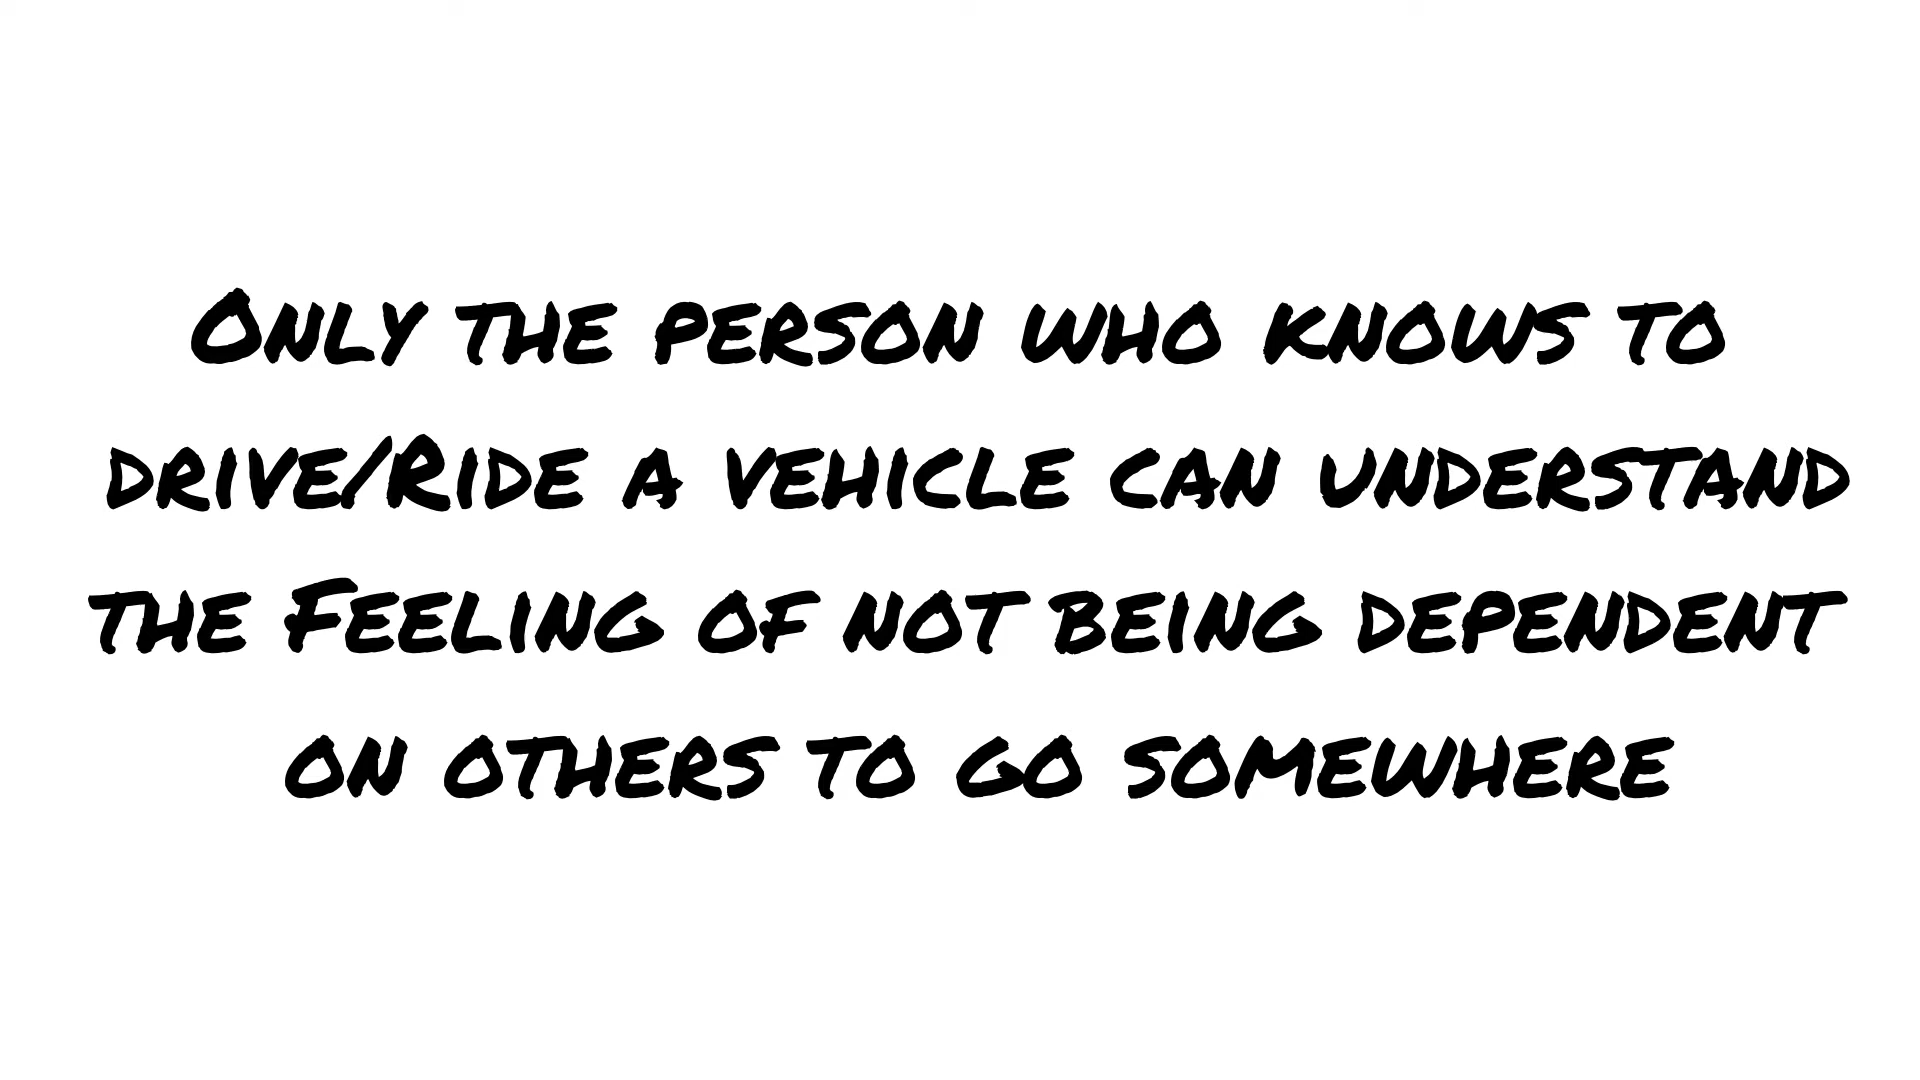 Only the person who knows to
drive/Ride a vehicle can understand
the Feeling of not being dependent
on others to go somewhere